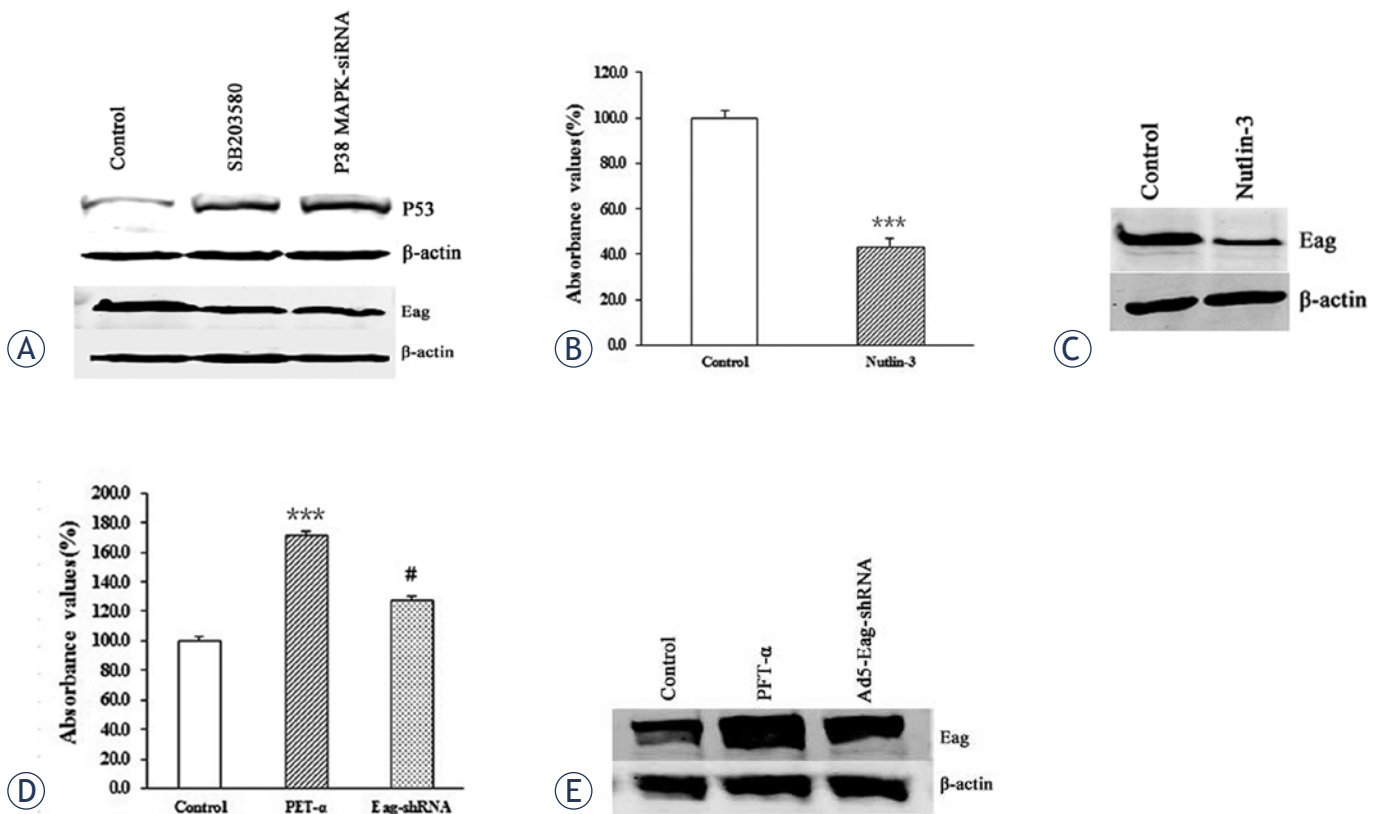 Control
SB203580
P38 MAPK-siRNA
P53
β-actin
Eag
β-actin
A
Absorbance values(%)
120.0
100.0
80.0
60.0
40.0
20.0
0.0
***
Control
Nutlin-3
B
Control
Nutlin-3
Eag
β-actin
C
Absorbance values(%)
200.0
180.0
160.0
140.0
120.0
100.0
80.0
60.0
40.0
20.0
0.0
***
#
Control
PET-α
Eag-shRNA
D
Control
PFT-α
Ad5-Eag-shRNA
Eag
β-actin
E